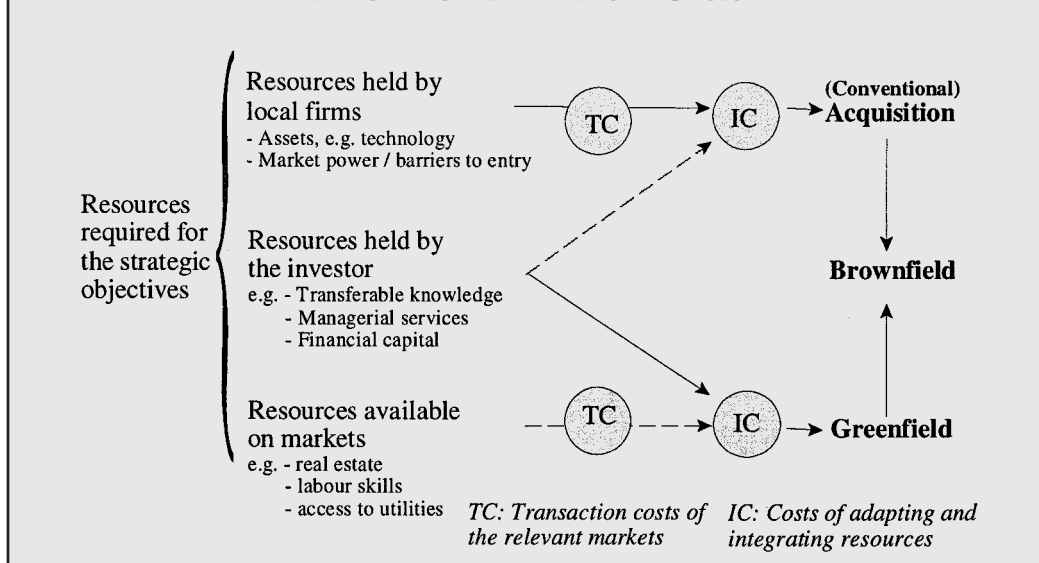 Resources held by
local firms
- Assets, e.g. technology
- Market power / barriers to entry
TC
IC
(Conventional)
Acquisition
Resources
required for
the strategic
objectives
Resources held by
the investor
e.g. - Transferable knowledge
- Managerial services
- Financial capital
Brownfield
Resources available
on markets
e.g. - real estate
- labour skills
- access to utilities
TC
IC
Greenfield
TC: Transaction costs of
the relevant markets
IC: Costs of adapting and
integrating resources